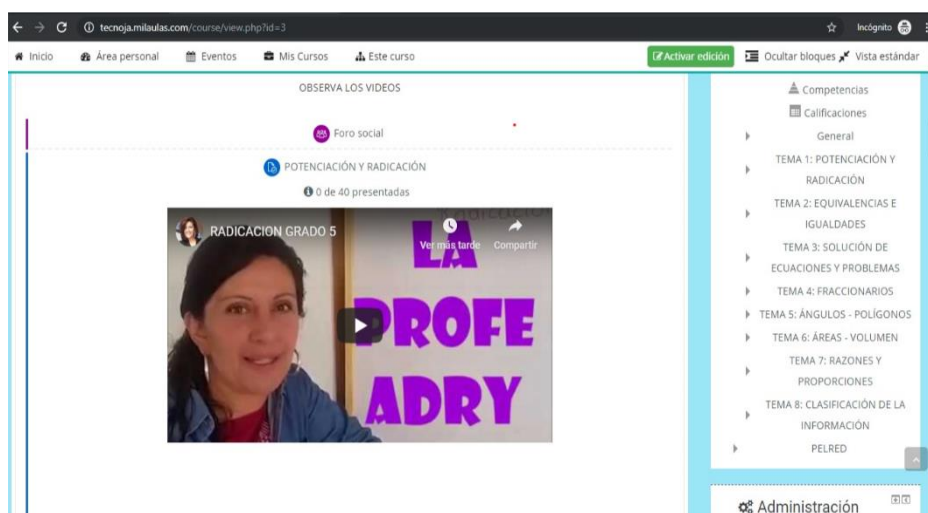 tecnoja.milaulas.com/course/view.php?id=3
Incógnito
Inicio Área personal Eventos Mis Cursos Este curso Activar edición Ocultar bloques Vista estándar
OBSERVA LOS VIDEOS
Foro social
POTENCIACIÓN Y RADICACIÓN
0 de 40 presentadas
RADICACION GRADO 5
Ver más tarde Compartir
LA
PROFE
ADRY
Competencias
Calificaciones
General
TEMA 1: POTENCIACIÓN Y
RADICACIÓN
TEMA 2: EQUIVALENCIAS E
IGUALDADES
TEMA 3: SOLUCIÓN DE
ECUACIONES Y PROBLEMAS
TEMA 4: FRACCIONARIOS
TEMA 5: ÁNGULOS - POLÍGONOS
TEMA 6: ÁREAS - VOLUMEN
TEMA 7: RAZONES Y
PROPORCIONES
TEMA 8: CLASIFICACIÓN DE LA
INFORMACIÓN
PELRED
Administración